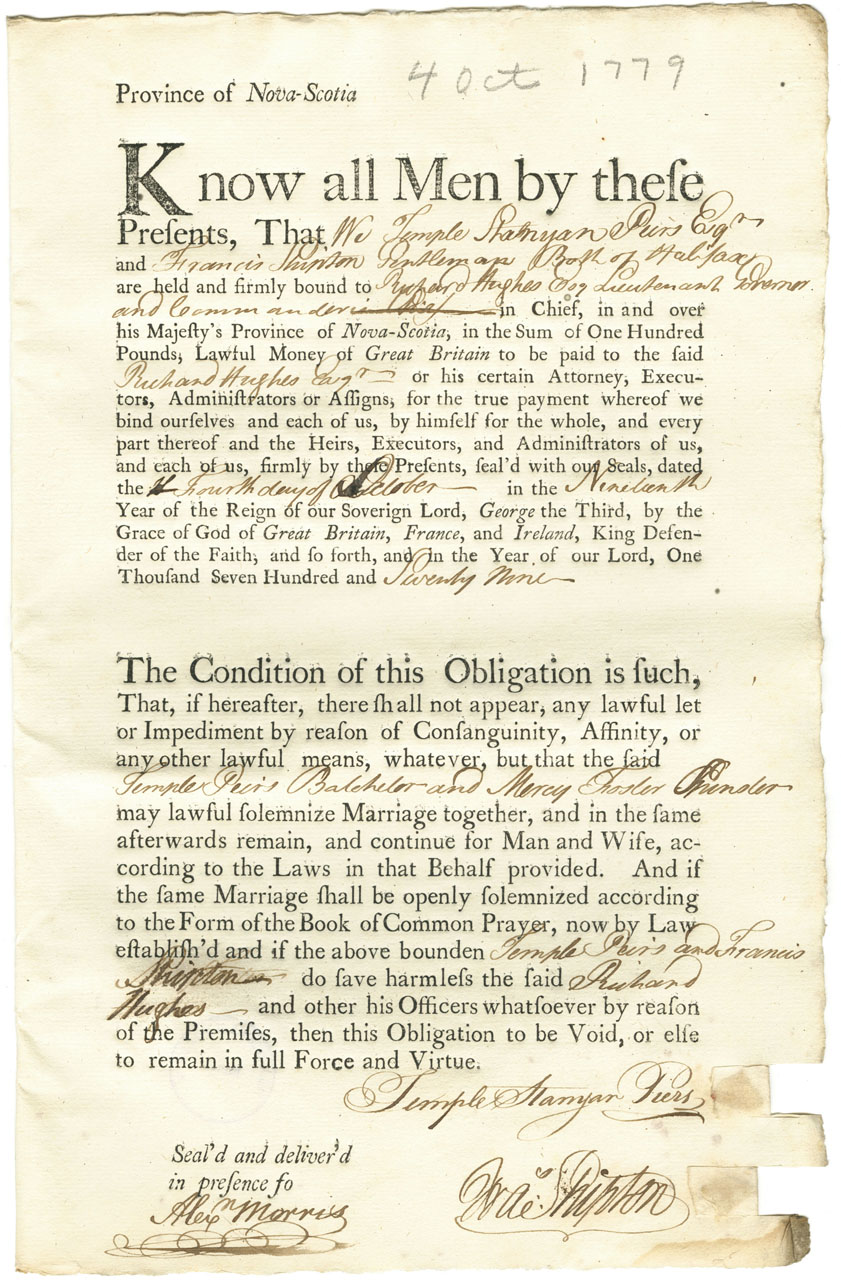 4 Oct 1779
Province of Nova-Scotia
Know all Men by theſe
Preſents, That We Temple Stanyan Piers Esqr
and Francis Shipton Gentleman Both of Halifax
are held and firmly bound to Richard Hughes Esq Lieutenant Governor
and Commander in Chief, in and over
his Majeſty's Province of Nova-Scotia, in the Sum of One Hundred
Pounds, Lawful Money of Great Britain to be paid to the ſaid
Richard Hughes Esqr or his certain Attorney, Execu-
tors, Adminiſtrators or Aſſigns, for the true payment whereof we
bind ourſelves and each of us, by himſelf for the whole, and every
part thereof and the Heirs, Executors, and Adminiſtrators of us,
and each of us, firmly by theſe Preſents, ſeal'd with our Seals, dated
the Fourth day of October in the Nineteenth
Year of the Reign of our Soverign Lord, George the Third, by the
Grace of God of Great Britain, France, and Ireland, King Defen-
der of the Faith, and ſo forth, and in the Year of our Lord, One
Thouſand Seven Hundred and Seventy Nine
The Condition of this Obligation is ſuch,
That, if hereafter, there ſhall not appear, any lawful let
or Impediment by reaſon of Conſanguinity, Affinity, or
any other lawful means, whatever, but that the ſaid
Temple Peirs Batchelor and Mercy Foster Spinster
may lawful ſolemnize Marriage together, and in the ſame
afterwards remain, and continue for Man and Wife, ac-
cording to the Laws in that Behalf provided. And if
the ſame Marriage ſhall be openly ſolemnized according
to the Form of the Book of Common Prayer, now by Law
eſtabliſh'd and if the above bounden Temple Peirs and Francis
Shipton do ſave harmleſs the ſaid Richard
Hughes and other his Officers whatſoever by reaſon
of the Premiſes, then this Obligation to be Void, or elſe
to remain in full Force and Virtue.
Temple Stanyan Piers
Seal'd and deliver'd
in preſence fo
Alexr Morris
Fras Shipton